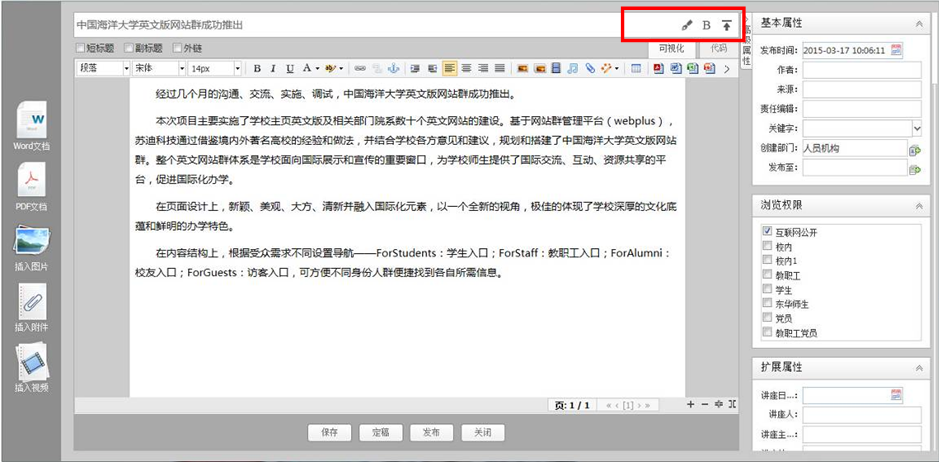 中国海洋大学英文版网站群成功推出
B
短标题 副标题 外链
可视化 代码
高级属性
段落 宋体 14px B I U A
Word文档
PDF文档
插入图片
插入附件
插入视频
经过几个月的沟通、交流、实施、调试，中国海洋大学英文版网站群成功推出。
本次项目主要实施了学校主页英文版及相关部门院系数十个英文网站的建设。基于网站群管理平台（webplus），
苏迪科技通过借鉴境内外著名高校的经验和做法，并结合学校各方意见和建议，规划和搭建了中国海洋大学英文版网站
群。整个英文网站群体系是学校面向国际展示和宣传的重要窗口，为学校师生提供了国际交流、互动、资源共享的平
台，促进国际化办学。
在页面设计上，新颖、美观、大方、清新并融入国际化元素，以一个全新的视角，极佳的体现了学校深厚的文化底
蕴和鲜明的办学特色。
在内容结构上，根据受众需求不同设置导航——ForStudents：学生入口；ForStaff：教职工入口；ForAlumni：
校友入口；ForGuests：访客入口，可方便不同身份人群便捷找到各自所需信息。
页: 1 / 1 « ‹ [1] › »
保存 定稿 发布 关闭
基本属性
发布时间: 2015-03-17 10:06:11
作者:
来源:
责任编辑:
关键字:
创建部门: 人员机构
发布至:
浏览权限
互联网公开
校内
校内1
教职工
学生
东华师生
党员
教职工党员
扩展属性
讲座日...:
讲座人:
讲座主...: